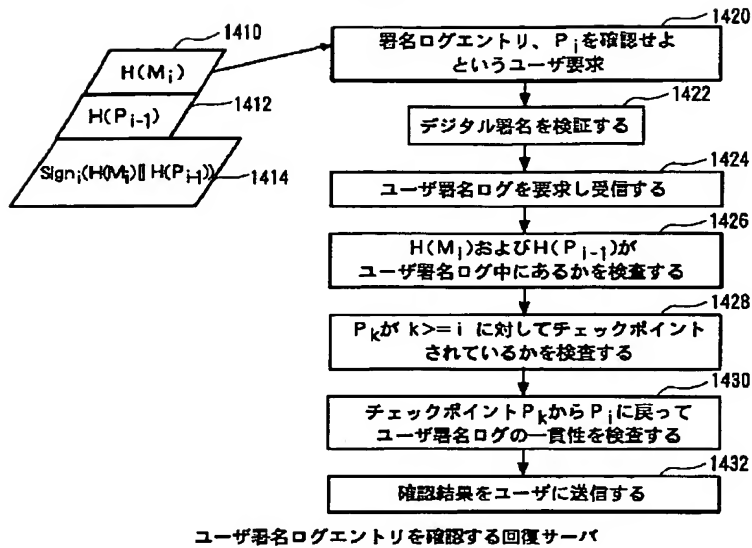 1410
H(Mi)
H(Pi-1)
1412
Signi(H(Mi)‖H(Pi-1))
1414
1420
署名ログエントリ、Piを確認せよ
というユーザ要求
1422
デジタル署名を検証する
1424
ユーザ署名ログを要求し受信する
1426
H(Mi)およびH(Pi-1)が
ユーザ署名ログ中にあるかを検査する
1428
Pkが k>=i に対してチェックポイント
されているかを検査する
1430
チェックポイントPkからPiに戻って
ユーザ署名ログの一貫性を検査する
1432
確認結果をユーザに送信する
ユーザ署名ログエントリを確認する回復サーバ